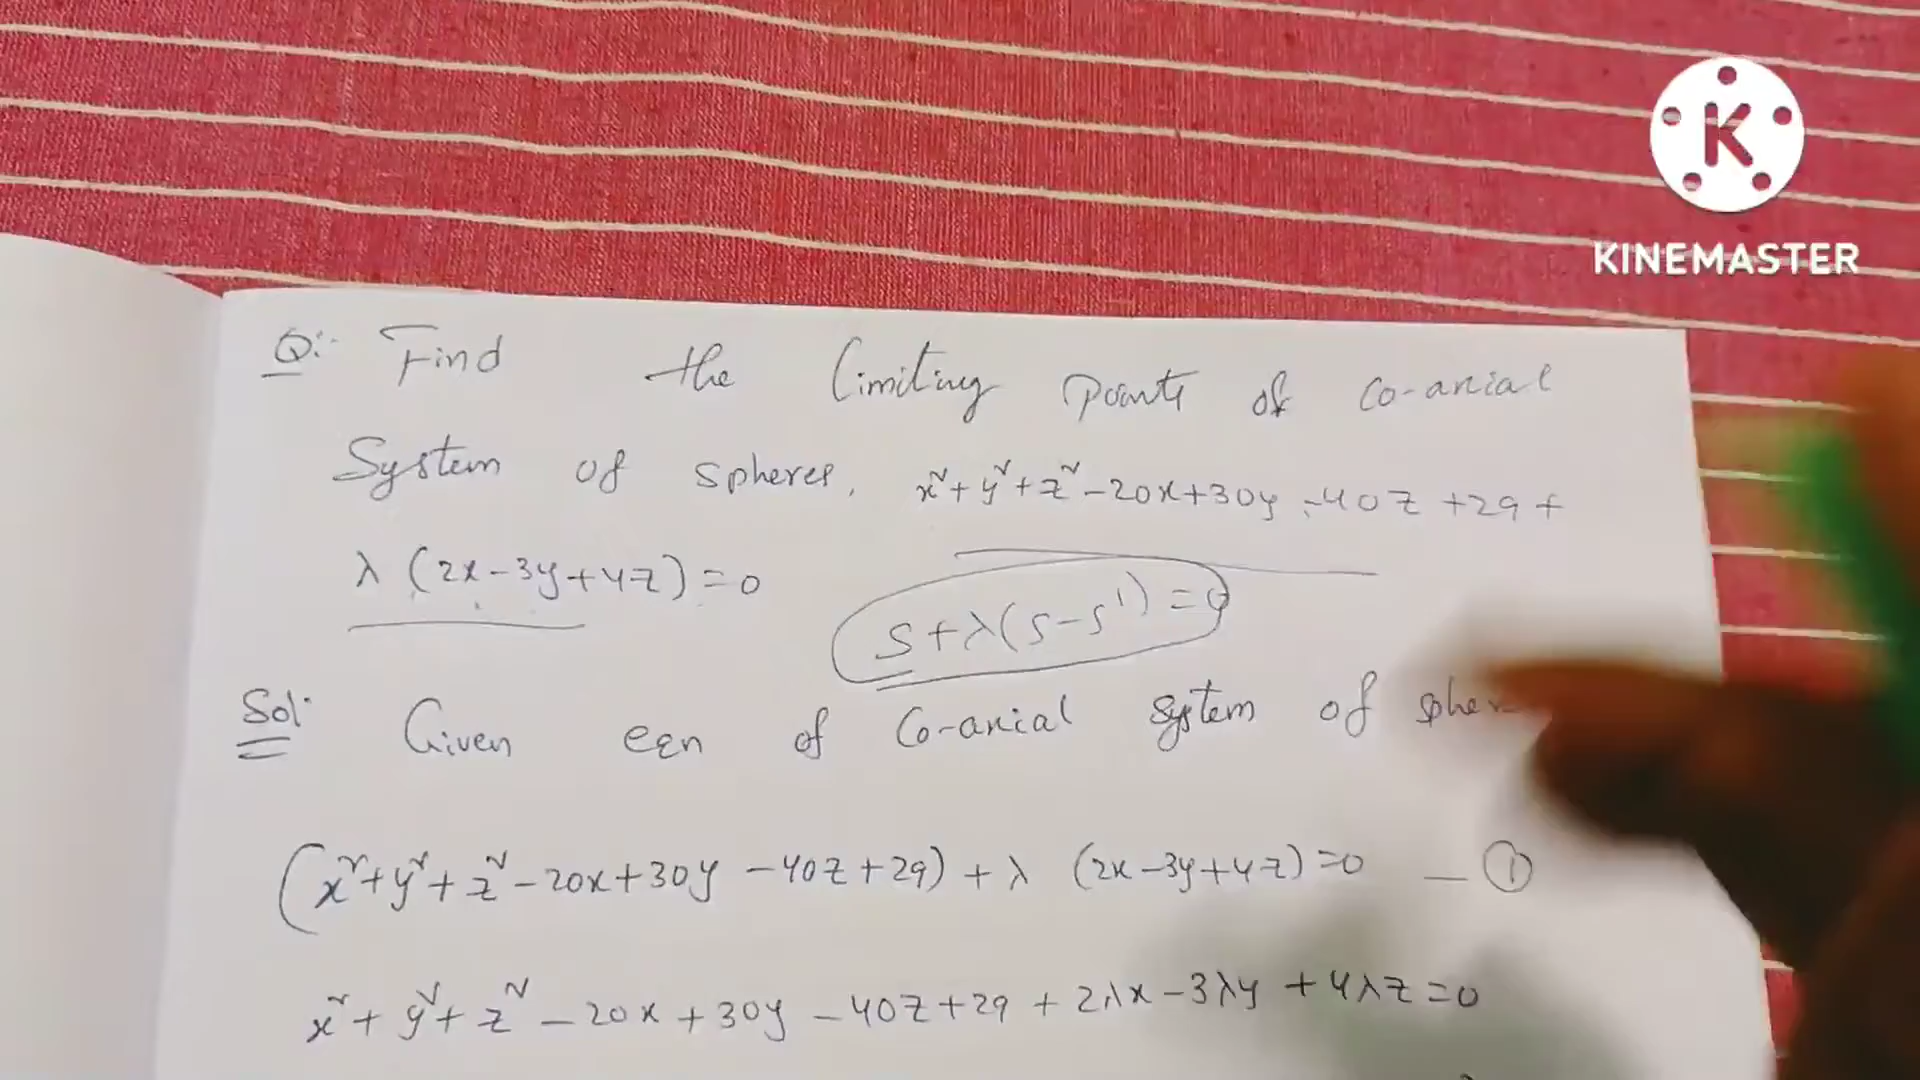 K
KINEMASTER
Q:- Find the limiting points of co-axial
System of spheres, x²+y²+z²-20x+30y-40z+29+
λ(2x-3y+4z)=0
S+λ(S-S¹)=0
Sol: Given eqn of Co-axial system of spher
(x²+y²+z²-20x+30y-40z+29)+λ(2x-3y+4z)=0 — ①
x²+y²+z²-20x+30y-40z+29+2λx-3λy+4λz=0